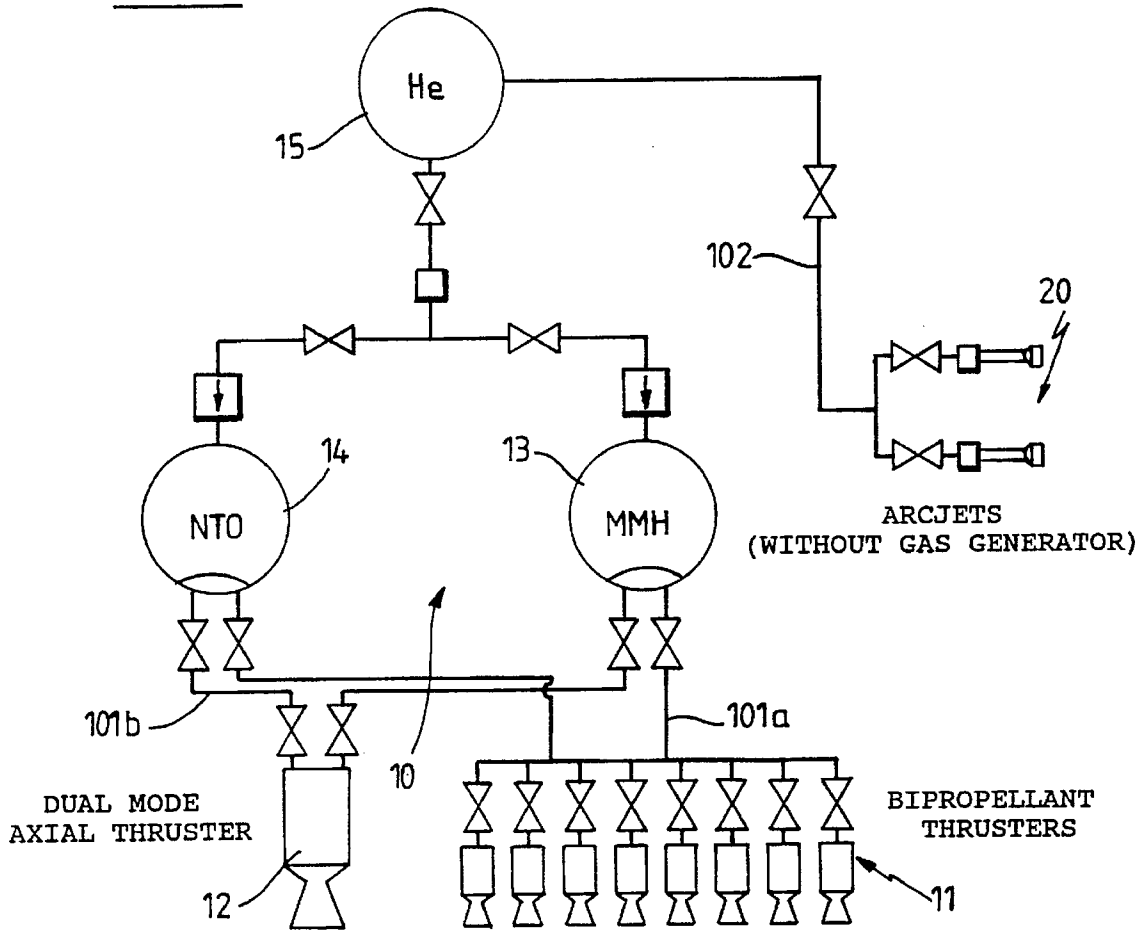 He
15
102
20
14
13
NTO
MMH
ARCJETS
(WITHOUT GAS GENERATOR)
101b
101a
10
DUAL MODE
AXIAL THRUSTER
BIPROPELLANT
THRUSTERS
12
11